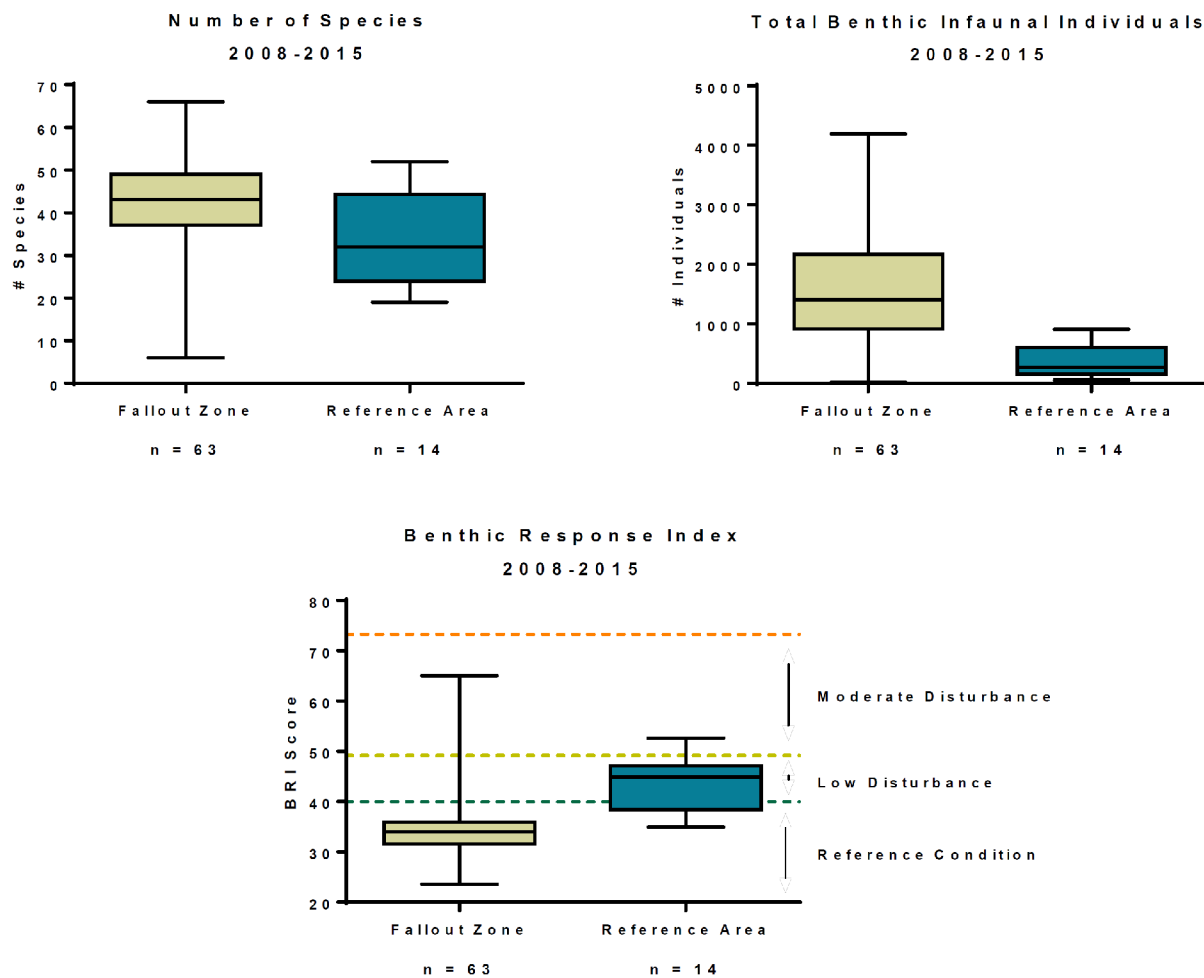 Number of Species
2008-2015
# Species
70
60
50
40
30
20
10
0
Fallout Zone
Reference Area
n = 63
n = 14
Total Benthic Infaunal Individuals
2008-2015
# Individuals
5000
4000
3000
2000
1000
0
Fallout Zone
Reference Area
n = 63
n = 14
Benthic Response Index
2008-2015
BRI Score
80
70
60
50
40
30
20
Moderate Disturbance
Low Disturbance
Reference Condition
Fallout Zone
Reference Area
n = 63
n = 14